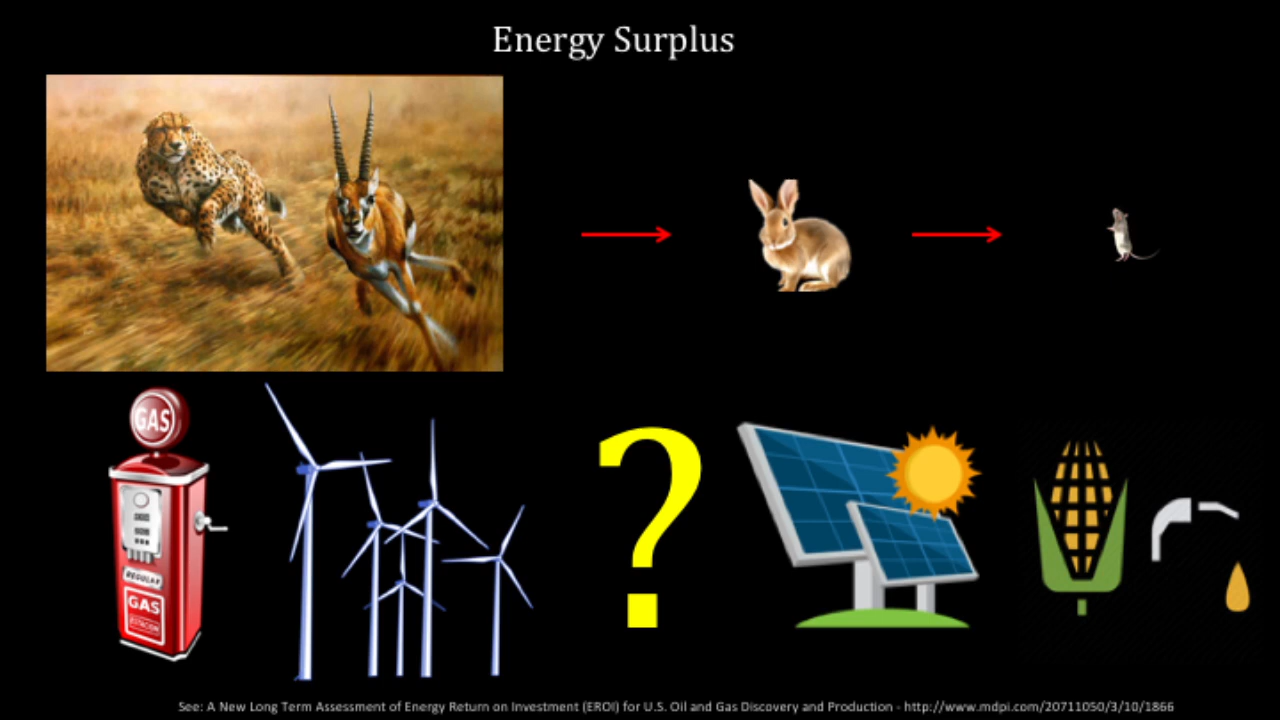 Energy Surplus
GAS
REGULAR
GAS
?
See: A New Long Term Assessment of Energy Return on Investment (EROI) for U.S. Oil and Gas Discovery and Production - http://www.mdpi.com/20711050/3/10/1866